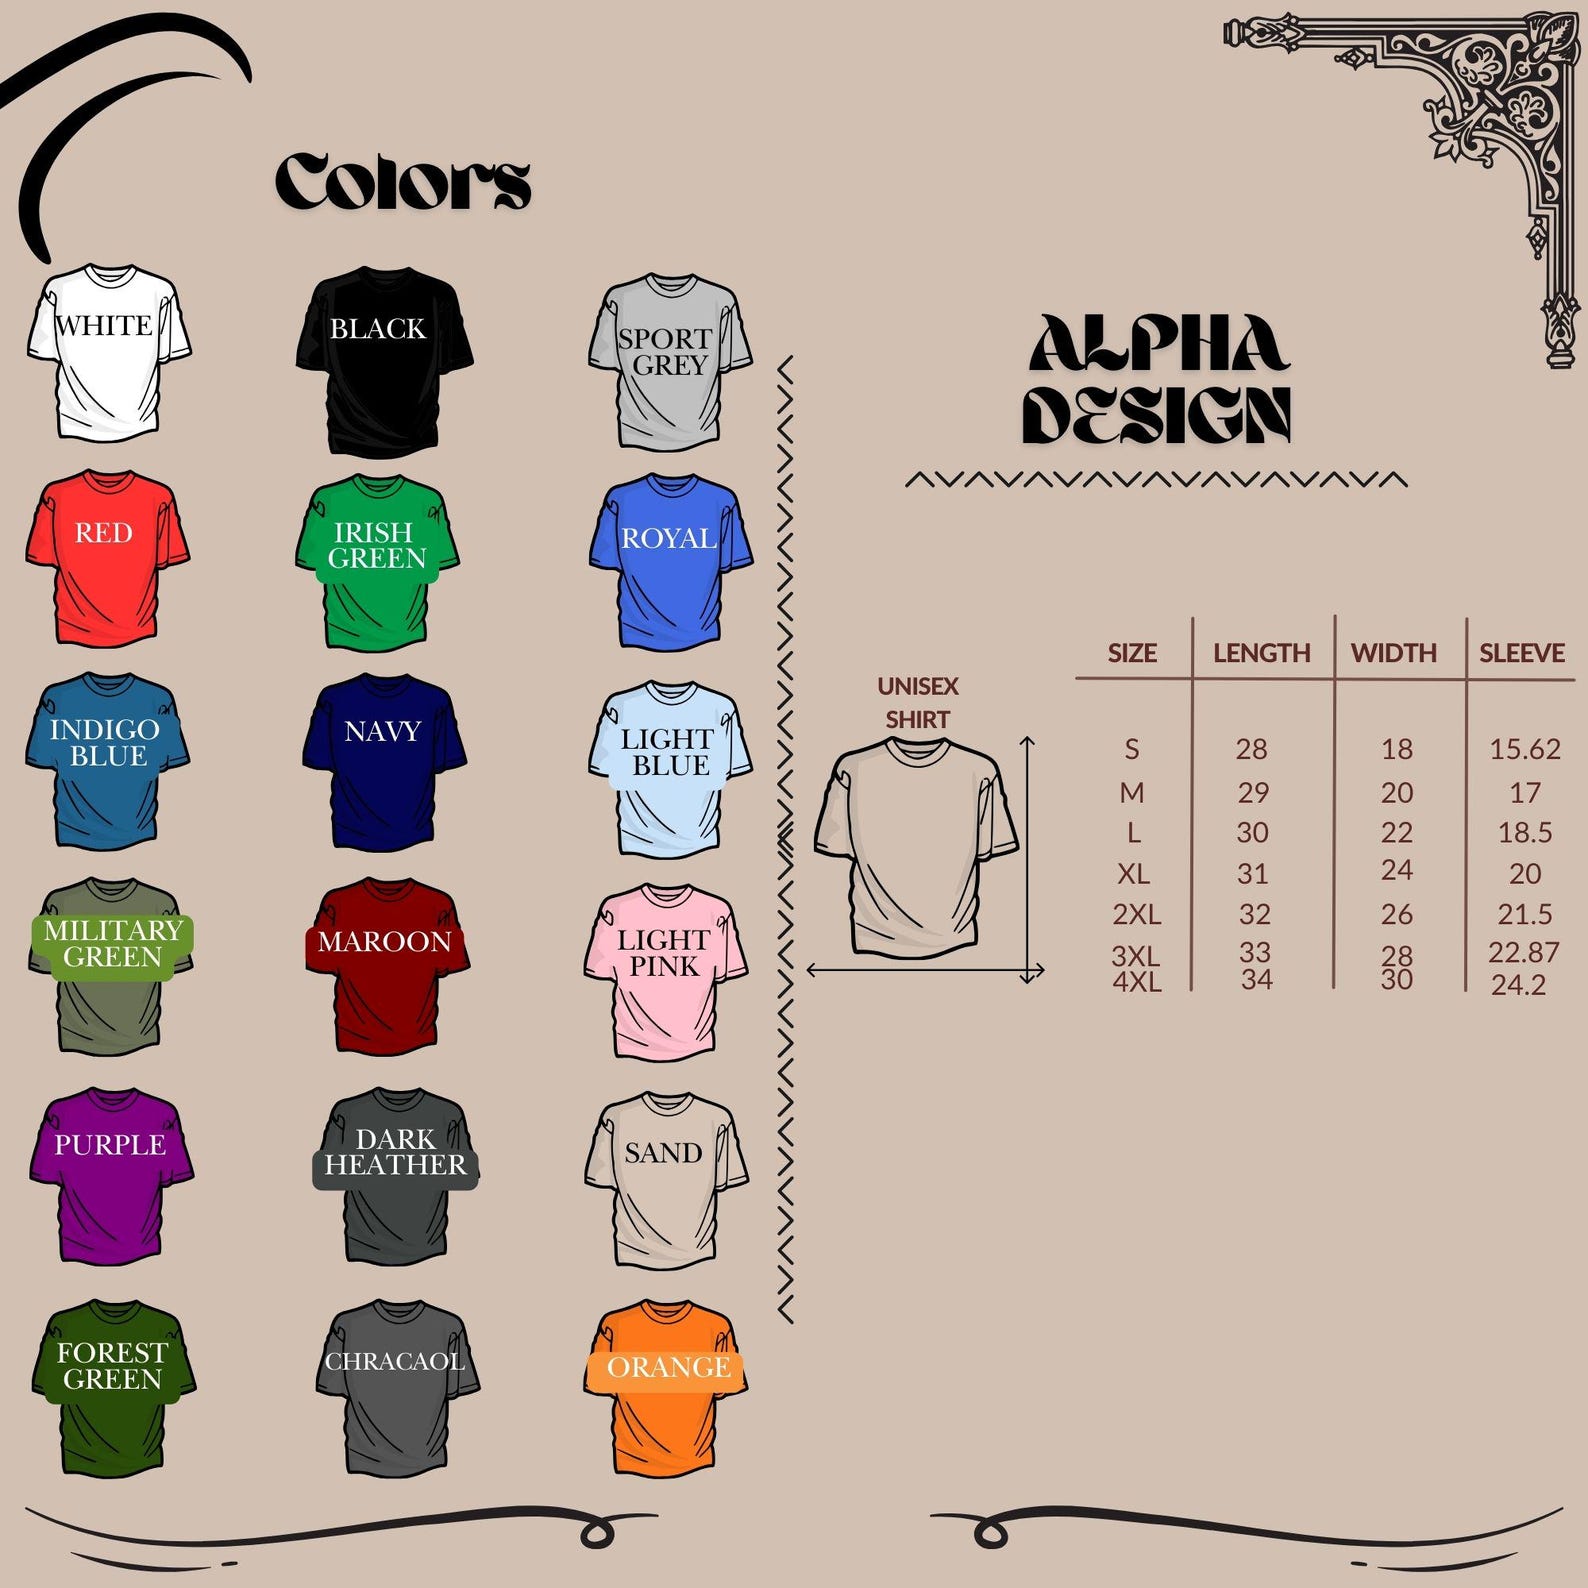 Colors
WHITE
BLACK
SPORT
GREY
RED
IRISH
GREEN
ROYAL
INDIGO
BLUE
NAVY
LIGHT
BLUE
MILITARY
GREEN
MAROON
LIGHT
PINK
PURPLE
DARK
HEATHER
SAND
FOREST
GREEN
CHRACAOL
ORANGE
ALPHA
DESIGN
UNISEX
SHIRT
SIZE LENGTH WIDTH SLEEVE
S 28 18 15.62
M 29 20 17
L 30 22 18.5
XL 31 24 20
2XL 32 26 21.5
3XL 33 28 22.87
4XL 34 30 24.2